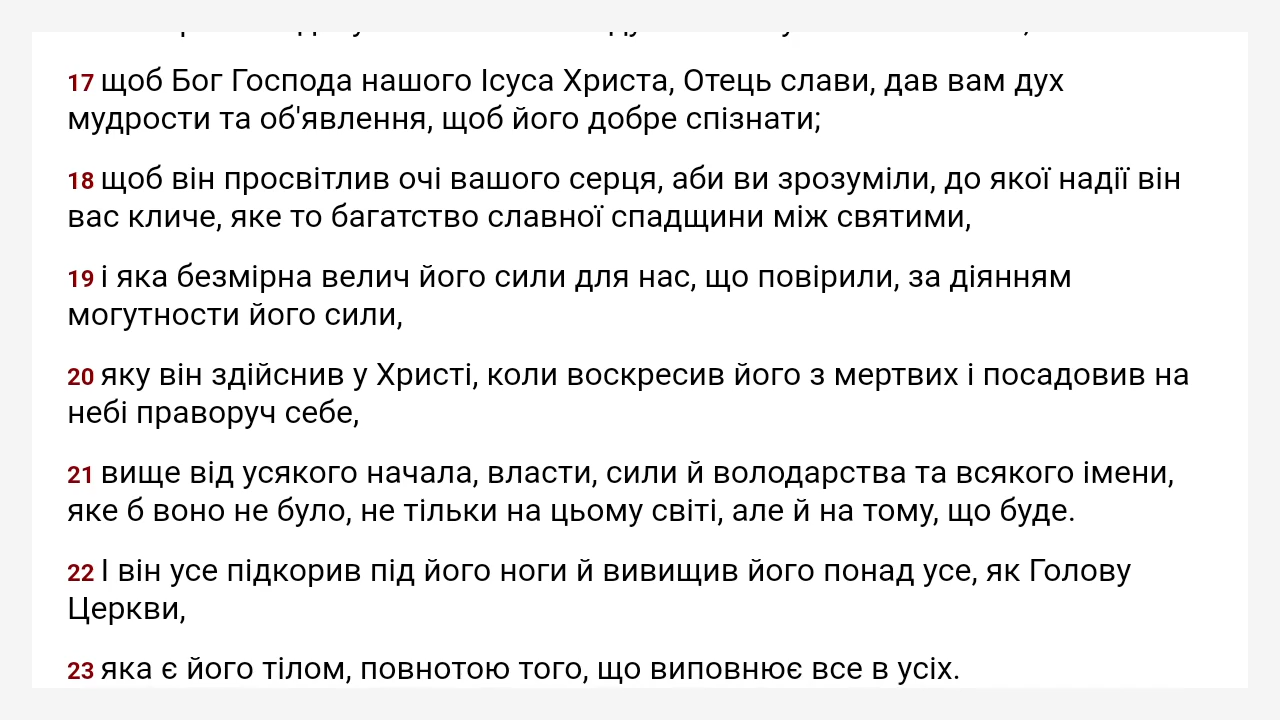 17 щоб Бог Господа нашого Ісуса Христа, Отець слави, дав вам дух
мудрости та об'явлення, щоб його добре спізнати;
18 щоб він просвітлив очі вашого серця, аби ви зрозуміли, до якої надії він
вас кличе, яке то багатство славної спадщини між святими,
19 і яка безмірна велич його сили для нас, що повірили, за діянням
могутности його сили,
20 яку він здійснив у Христі, коли воскресив його з мертвих і посадовив на
небі праворуч себе,
21 вище від усякого начала, власти, сили й володарства та всякого імени,
яке б воно не було, не тільки на цьому світі, але й на тому, що буде.
22 І він усе підкорив під його ноги й вивищив його понад усе, як Голову
Церкви,
23 яка є його тілом, повнотою того, що виповнює все в усіх.